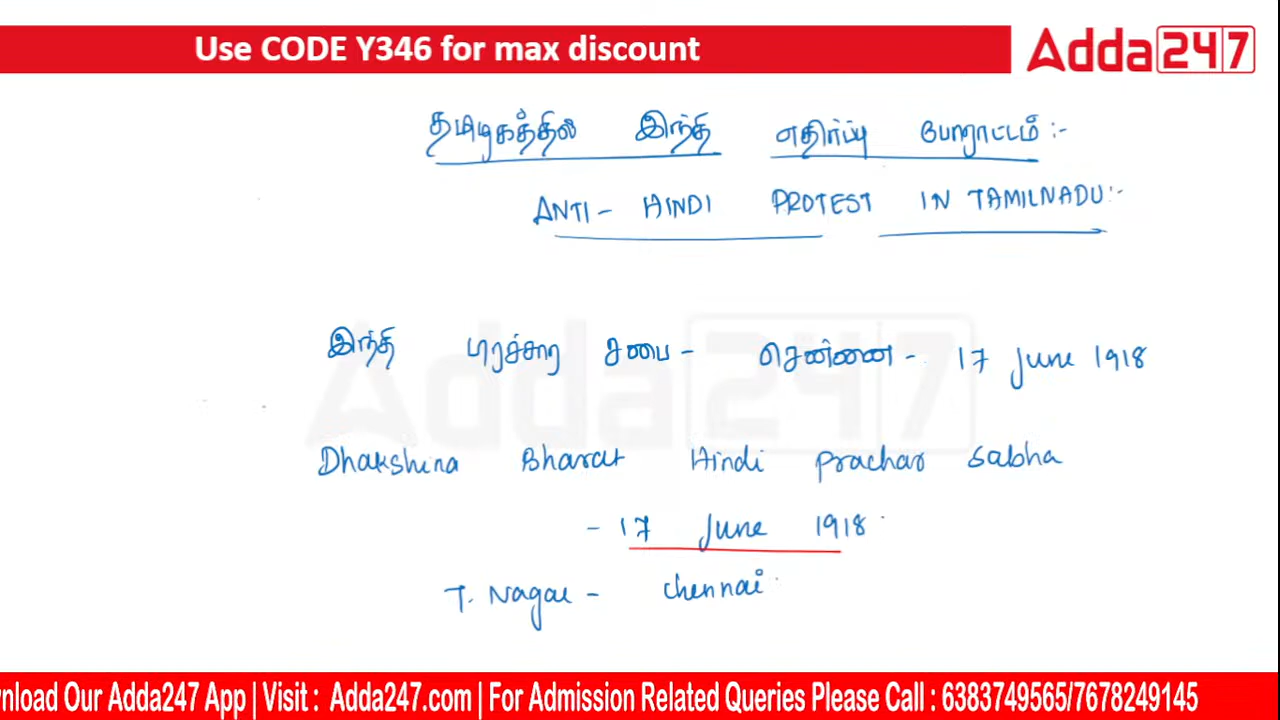 Use CODE Y346 for max discount
Adda247
தமிழகத்தில் இந்தி எதிர்ப்பு போராட்டம் :-
ANTI - HINDI PROTEST IN TAMILNADU :-
இந்தி பிரச்சார சபை - சென்னை - 17 June 1918
Dhakshina Bharat Hindi Prachar Sabha
- 17 June 1918
T. Nagar - Chennai
wnload Our Adda247 App | Visit : Adda247.com | For Admission Related Queries Please Call : 6383749565/7678249145